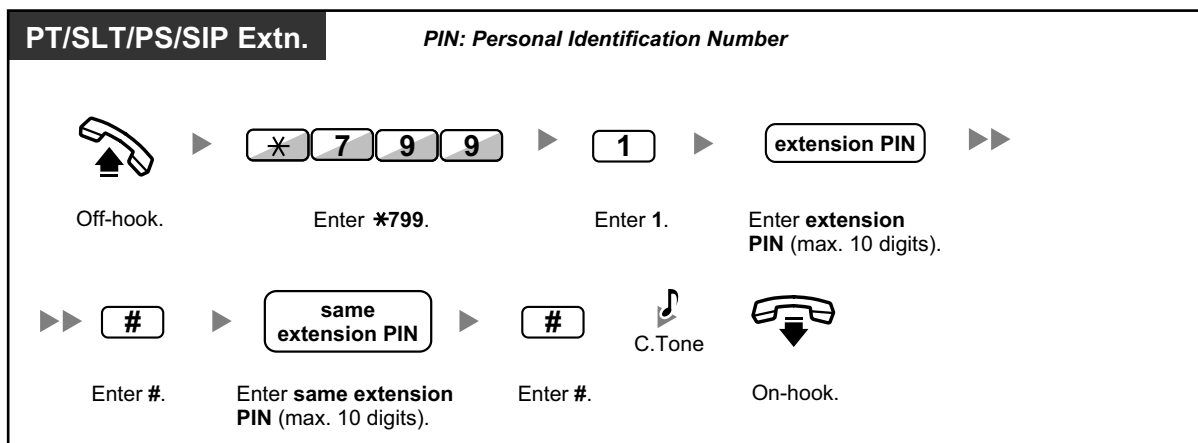 PT/SLT/PS/SIP Extn. PIN: Personal Identification Number
* 7 9 9 1 extension PIN
Off-hook. Enter *799. Enter 1. Enter extension
PIN (max. 10 digits).
# same
extension PIN # C.Tone
Enter #. Enter same extension
PIN (max. 10 digits). Enter #. On-hook.